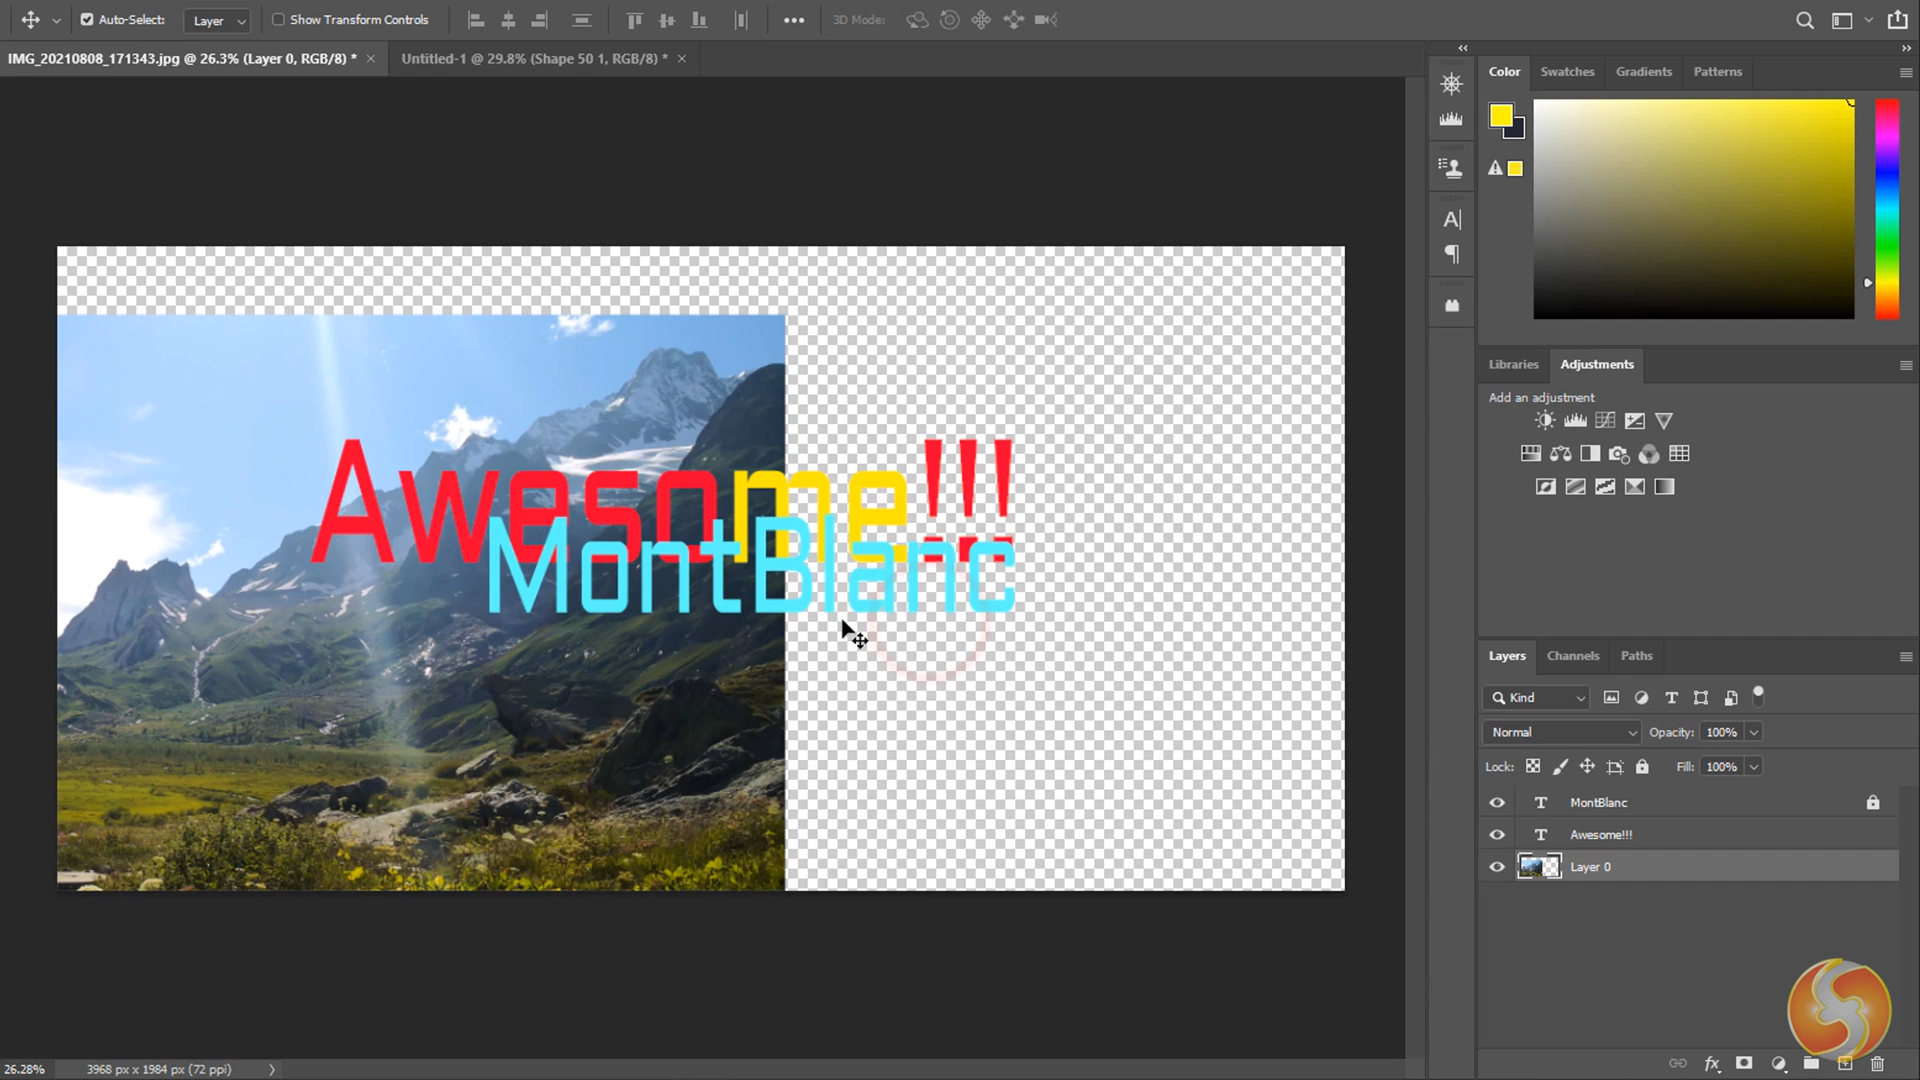 Auto-Select:
Layer
Show Transform Controls
3D Mode:
IMG_20210808_171343.jpg @ 26.3% (Layer 0, RGB/8) *
Untitled-1 @ 29.8% (Shape 50 1, RGB/8) *
Color
Swatches
Gradients
Patterns
Libraries
Adjustments
Add an adjustment
Awesome!!!
MontBlanc
Layers
Channels
Paths
Kind
Normal
Opacity: 100%
Lock:
Fill: 100%
MontBlanc
Awesome!!!
Layer 0
26.28%
3968 px x 1984 px (72 ppi)
fx